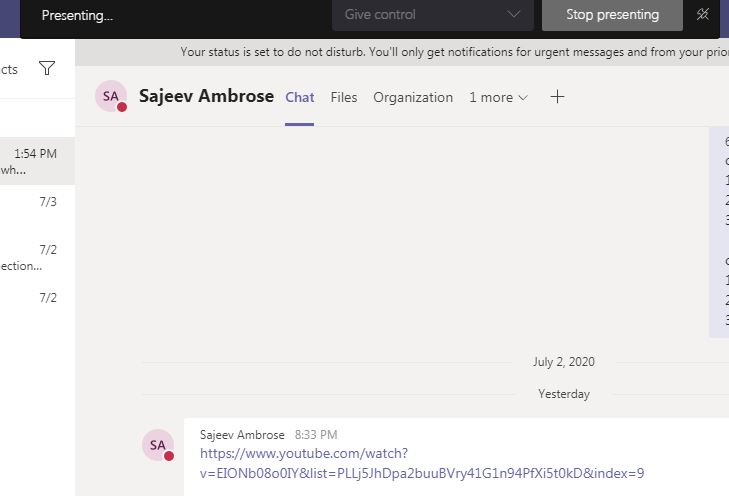 Presenting...
Give control
Stop presenting
Your status is set to do not disturb. You'll only get notifications for urgent messages and from your prior
cts
SA
Sajeev Ambrose
Chat
Files
Organization
1 more
1:54 PM
wh...
7/3
7/2
ection...
7/2
6
c
1
2
3
c
1
2
3
July 2, 2020
Yesterday
SA
Sajeev Ambrose 8:33 PM
https://www.youtube.com/watch?
v=EIONb08o0IY&list=PLLj5JhDpa2buuBVry41G1n94PfXi5t0kD&index=9